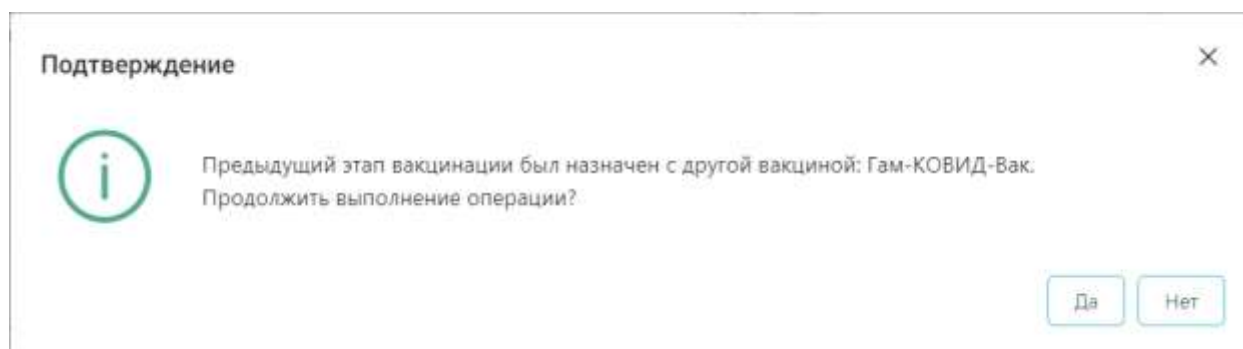 Подтверждение
Предыдущий этап вакцинации был назначен с другой вакциной: Гам-КОВИД-Вак.
Продолжить выполнение операции?
Да Нет